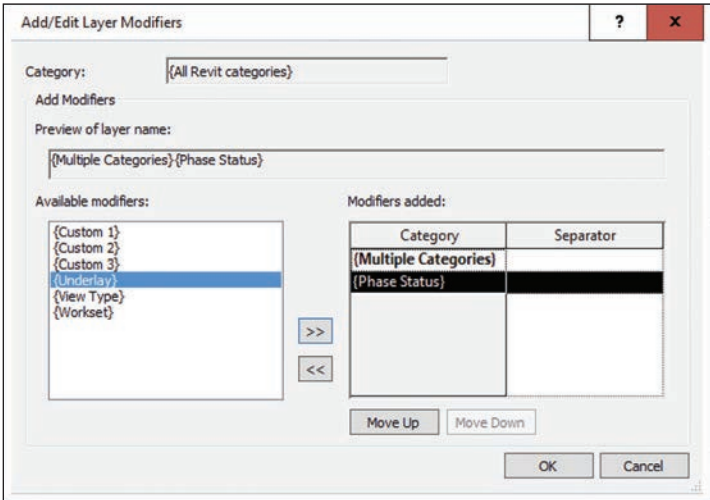 Add/Edit Layer Modifiers ? x
Category: {All Revit categories}
Add Modifiers
Preview of layer name:
{Multiple Categories}{Phase Status}
Available modifiers:
{Custom 1}
{Custom 2}
{Custom 3}
{Underlay}
{View Type}
{Workset}
>>
<<
Modifiers added:
Category Separator
{Multiple Categories}
{Phase Status}
Move Up Move Down
OK Cancel